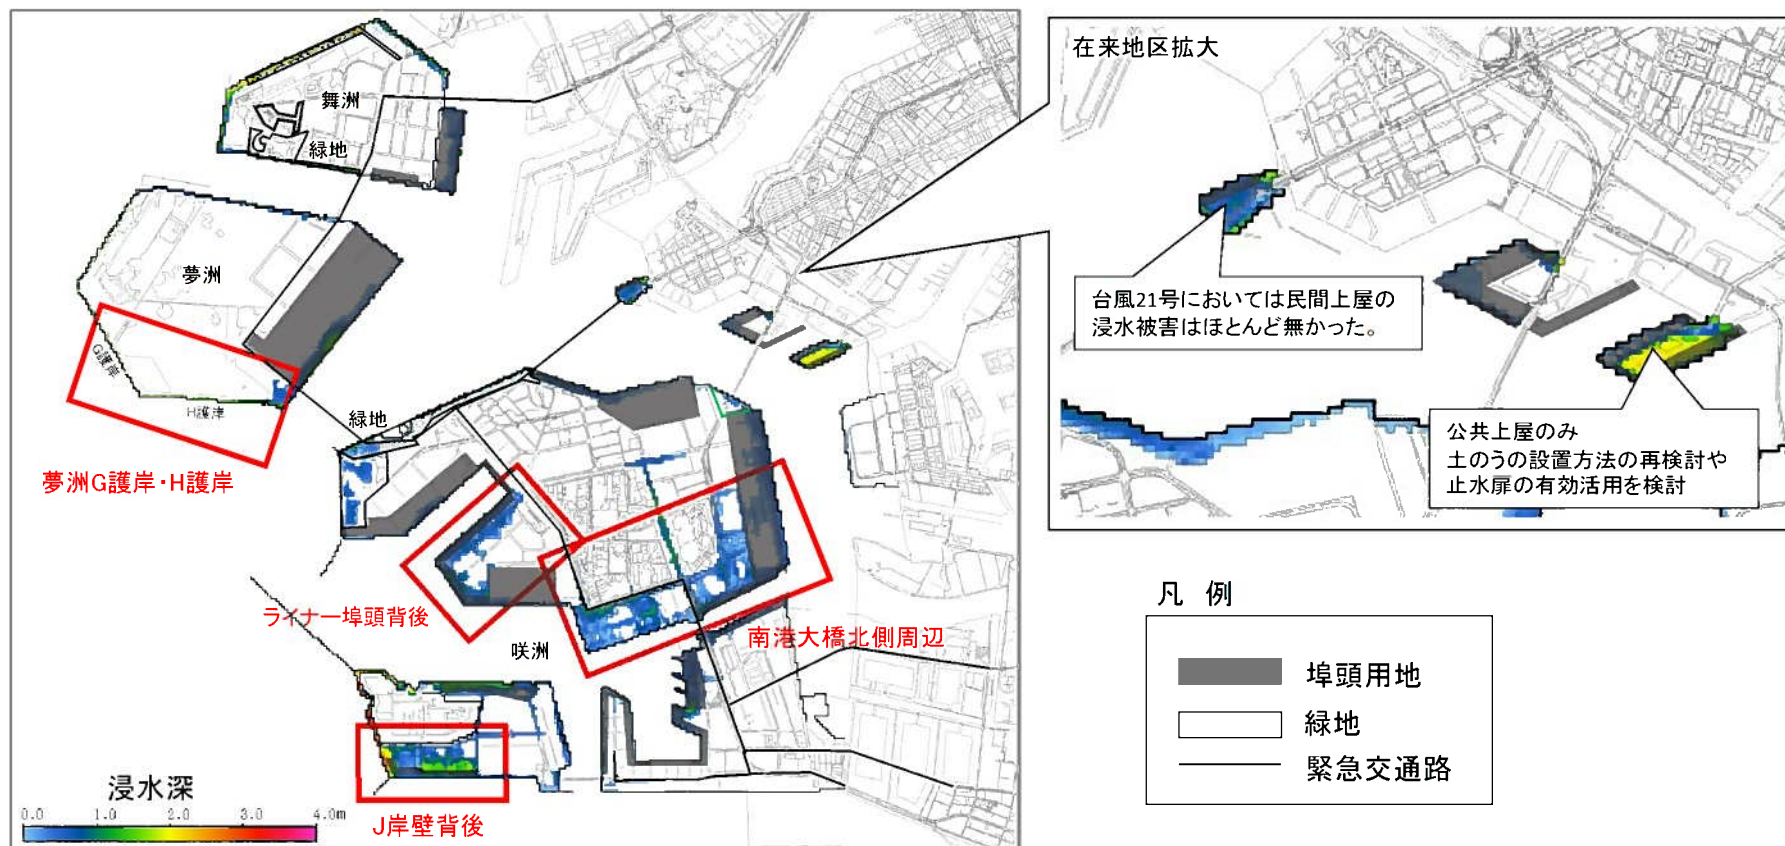 舞洲
緑地
夢洲
G護岸
H護岸
夢洲G護岸・H護岸
緑地
ライナー埠頭背後
咲洲
南港大橋北側周辺
J岸壁背後
浸水深
0.0 1.0 2.0 3.0 4.0m
在来地区拡大
台風21号においては民間上屋の
浸水被害はほとんど無かった。
公共上屋のみ
土のうの設置方法の再検討や
止水扉の有効活用を検討
凡 例
埠頭用地
緑地
緊急交通路